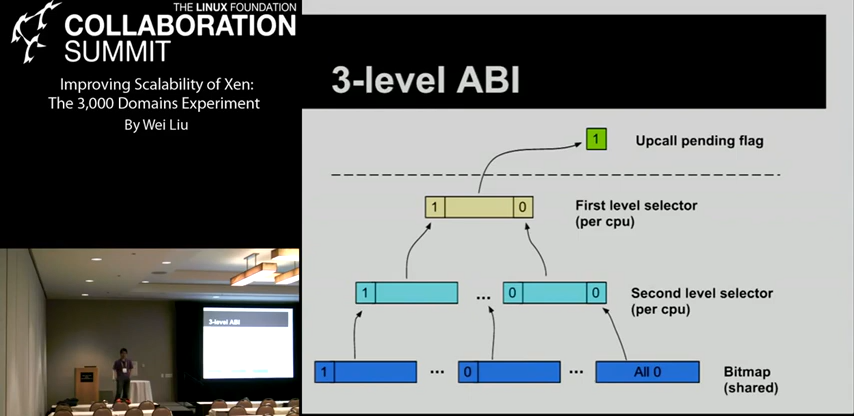 THE LINUX FOUNDATION
COLLABORATION
SUMMIT
Improving Scalability of Xen:
The 3,000 Domains Experiment
By Wei Liu
3-level ABI
1
Upcall pending flag
1 0
First level selector
(per cpu)
1 ... 0 0
Second level selector
(per cpu)
1 ... 0 ... All 0
Bitmap
(shared)
3-level ABI